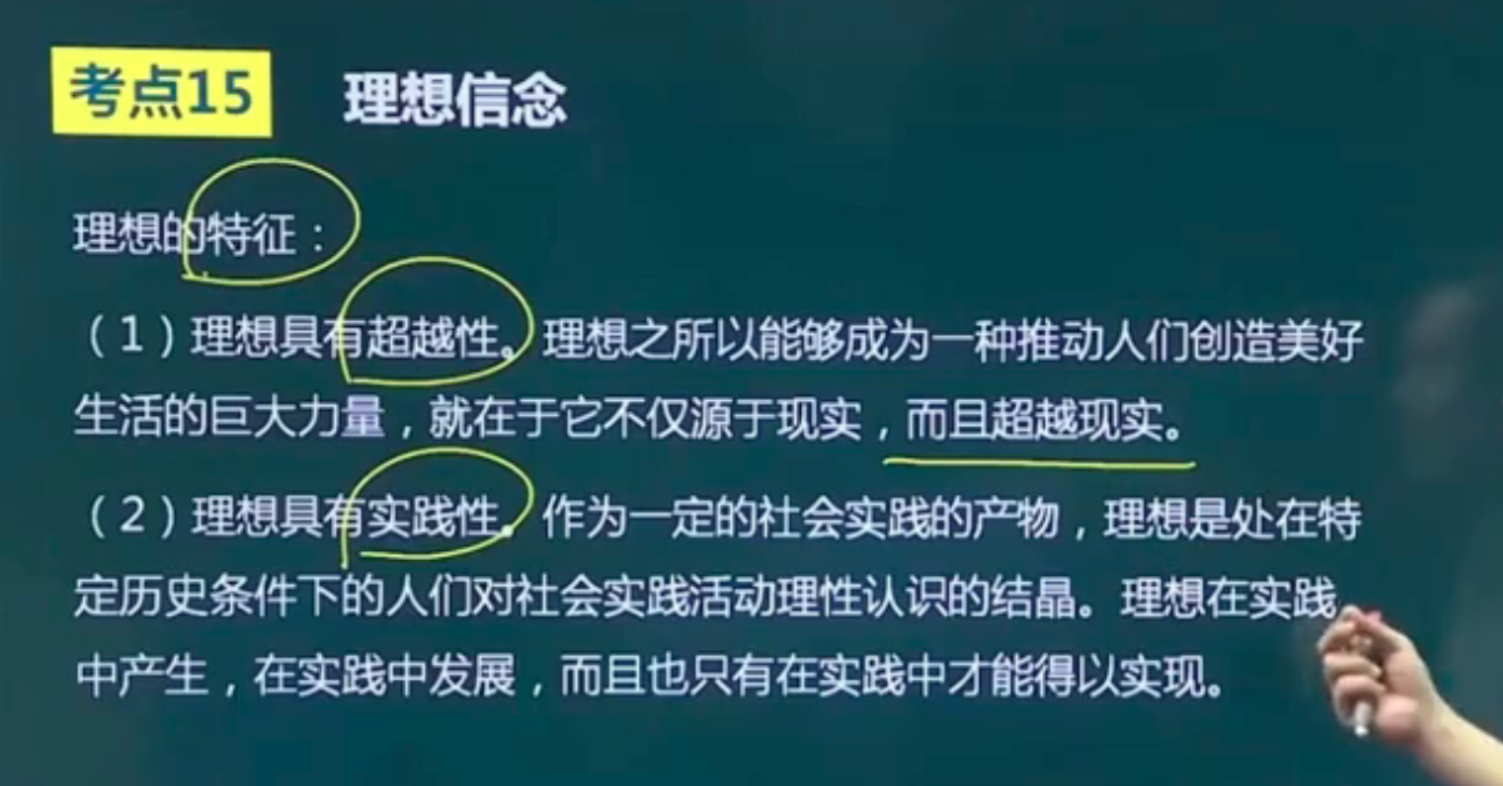 考点15 理想信念
理想的特征：
（1）理想具有超越性。理想之所以能够成为一种推动人们创造美好
生活的巨大力量，就在于它不仅源于现实，而且超越现实。
（2）理想具有实践性。作为一定的社会实践的产物，理想是处在特
定历史条件下的人们对社会实践活动理性认识的结晶。理想在实践
中产生，在实践中发展，而且也只有在实践中才能得以实现。